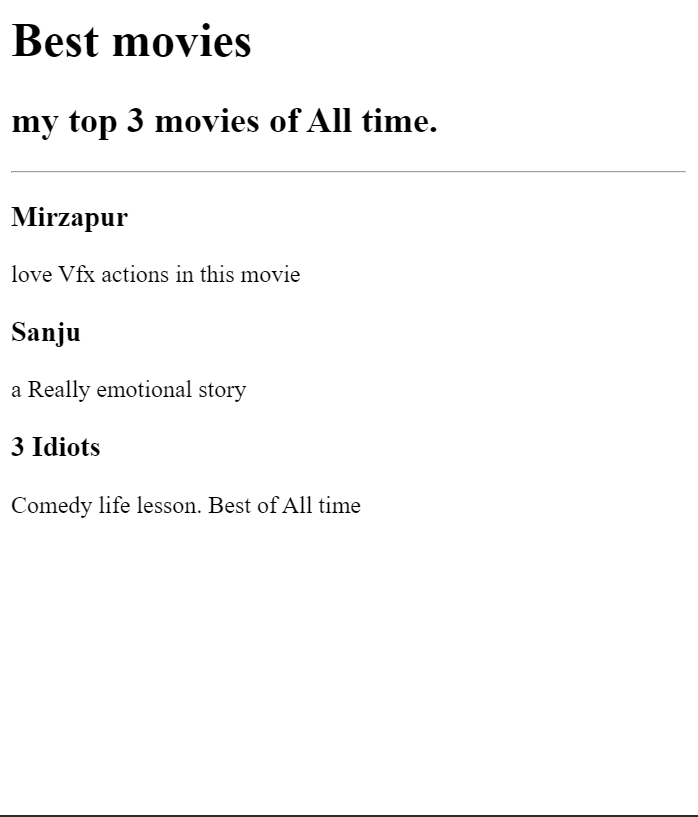 Best movies
my top 3 movies of All time.
Mirzapur
love Vfx actions in this movie
Sanju
a Really emotional story
3 Idiots
Comedy life lesson. Best of All time